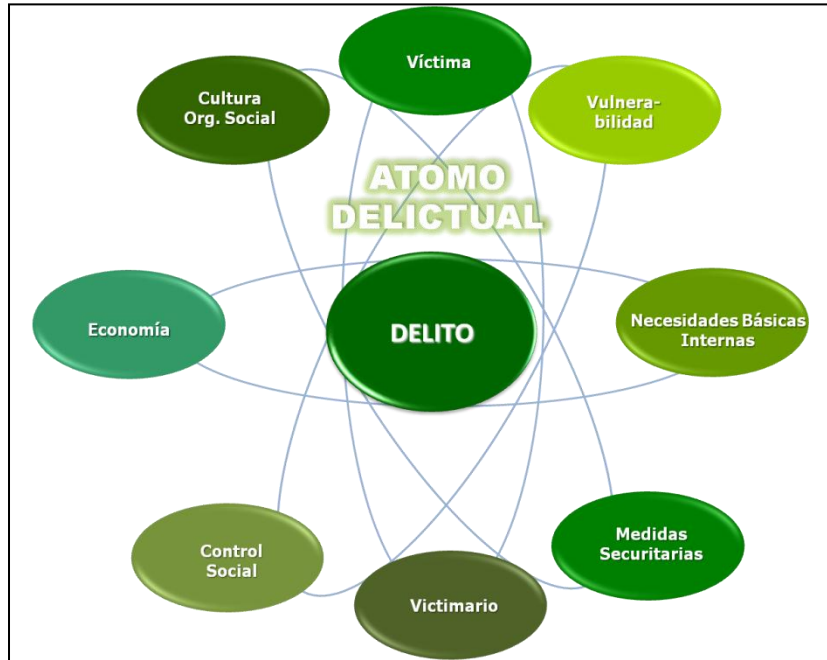 Víctima
Cultura
Org. Social
Vulnera-
bilidad
ATOMO
DELICTUAL
Economía
DELITO
Necesidades Básicas
Internas
Control
Social
Medidas
Securitarias
Victimario